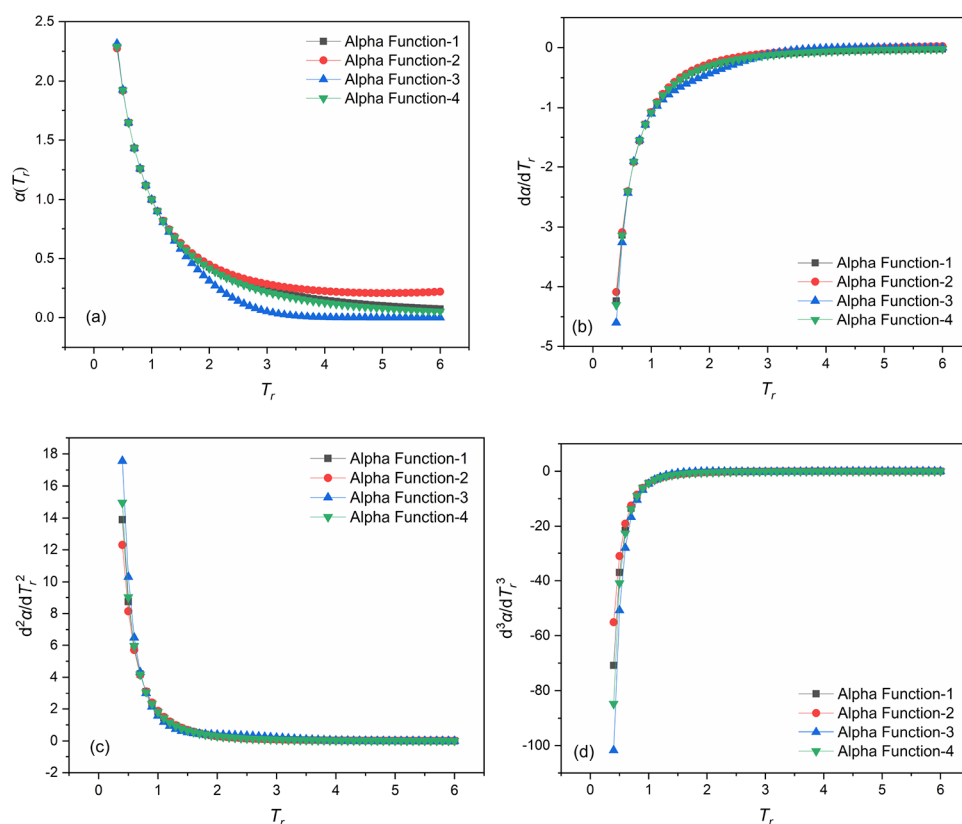 2.5
2.0
1.5
1.0
0.5
0.0
α(Tr)
Alpha Function-1
Alpha Function-2
Alpha Function-3
Alpha Function-4
(a)
0 1 2 3 4 5 6
Tr
0
-1
-2
-3
-4
-5
dα/dTr
Alpha Function-1
Alpha Function-2
Alpha Function-3
Alpha Function-4
(b)
0 1 2 3 4 5 6
Tr
18
16
14
12
10
8
6
4
2
0
-2
d²α/dTr²
Alpha Function-1
Alpha Function-2
Alpha Function-3
Alpha Function-4
(c)
0 1 2 3 4 5 6
Tr
0
-20
-40
-60
-80
-100
d³α/dTr³
Alpha Function-1
Alpha Function-2
Alpha Function-3
Alpha Function-4
(d)
0 1 2 3 4 5 6
Tr